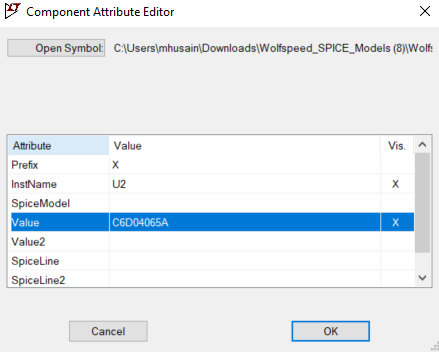 Component Attribute Editor
Open Symbol: C:\Users\mhusain\Downloads\Wolfspeed_SPICE_Models (8)\Wolfs
Attribute Value Vis.
Prefix X
InstName U2 X
SpiceModel
Value C6D04065A X
Value2
SpiceLine
SpiceLine2
Cancel OK